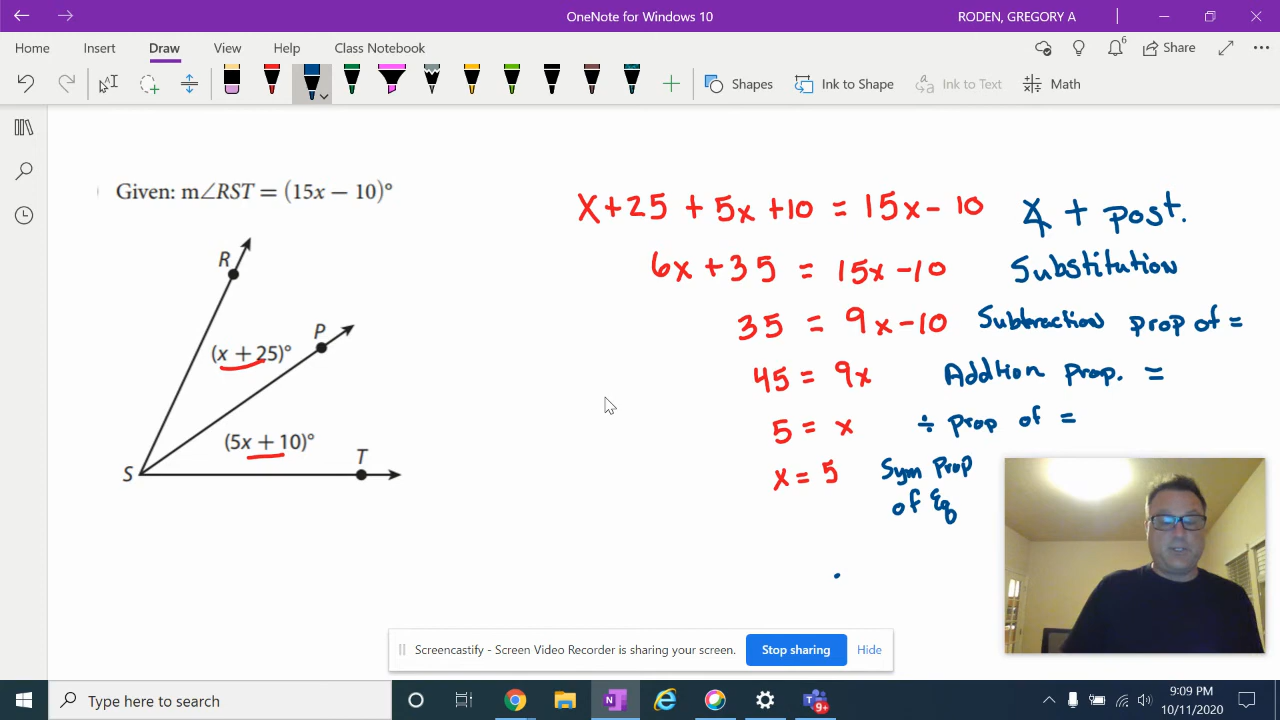 OneNote for Windows 10
RODEN, GREGORY A
Home Insert Draw View Help Class Notebook
6
Share
Shapes Ink to Shape Ink to Text Math
Given: m∠RST = (15x − 10)°
R
P
(x + 25)°
(5x + 10)°
S
T
x+25 + 5x +10 = 15x - 10 ∡ + post.
6x +35 = 15x -10 Substitution
35 = 9x -10 Subtraction prop of =
45 = 9x Addtion prop. =
5 = x ÷ prop of =
x = 5 Sym Prop
of Eq
Screencastify - Screen Video Recorder is sharing your screen. Stop sharing Hide
Type here to search
9+
9:09 PM
10/11/2020